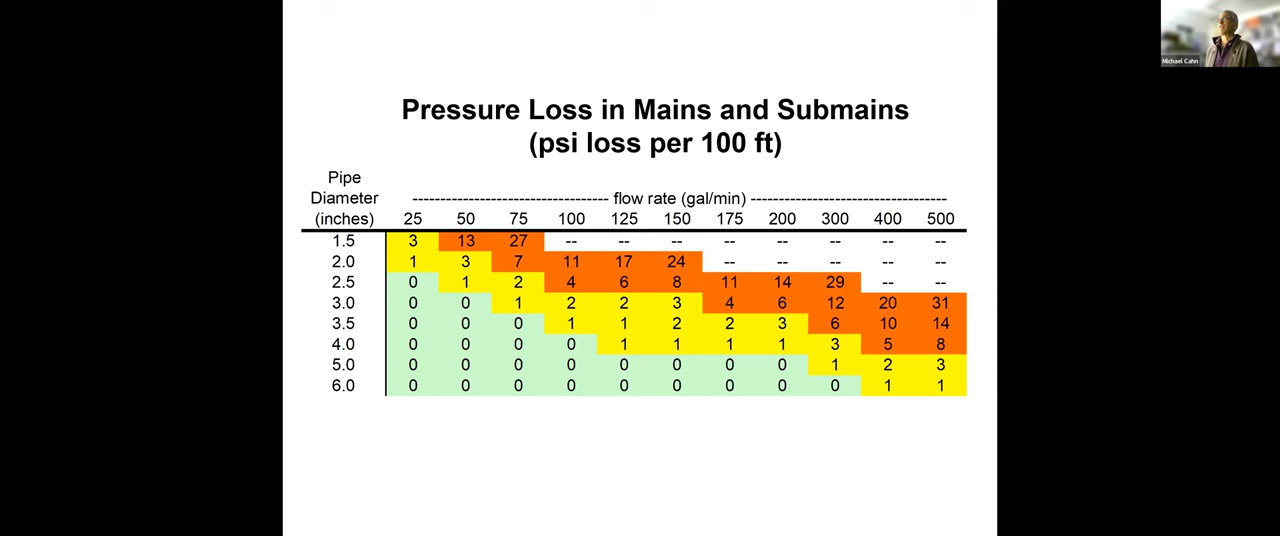 Michael Cahn
Pressure Loss in Mains and Submains
(psi loss per 100 ft)
Pipe
Diameter ----------------------------------- flow rate (gal/min) -----------------------------------
(inches) 25 50 75 100 125 150 175 200 300 400 500
1.5 3 13 27 -- -- -- -- -- -- -- --
2.0 1 3 7 11 17 24 -- -- -- -- --
2.5 0 1 2 4 6 8 11 14 29 -- --
3.0 0 0 1 2 2 3 4 6 12 20 31
3.5 0 0 0 1 1 2 2 3 6 10 14
4.0 0 0 0 0 1 1 1 1 3 5 8
5.0 0 0 0 0 0 0 0 0 1 2 3
6.0 0 0 0 0 0 0 0 0 0 1 1